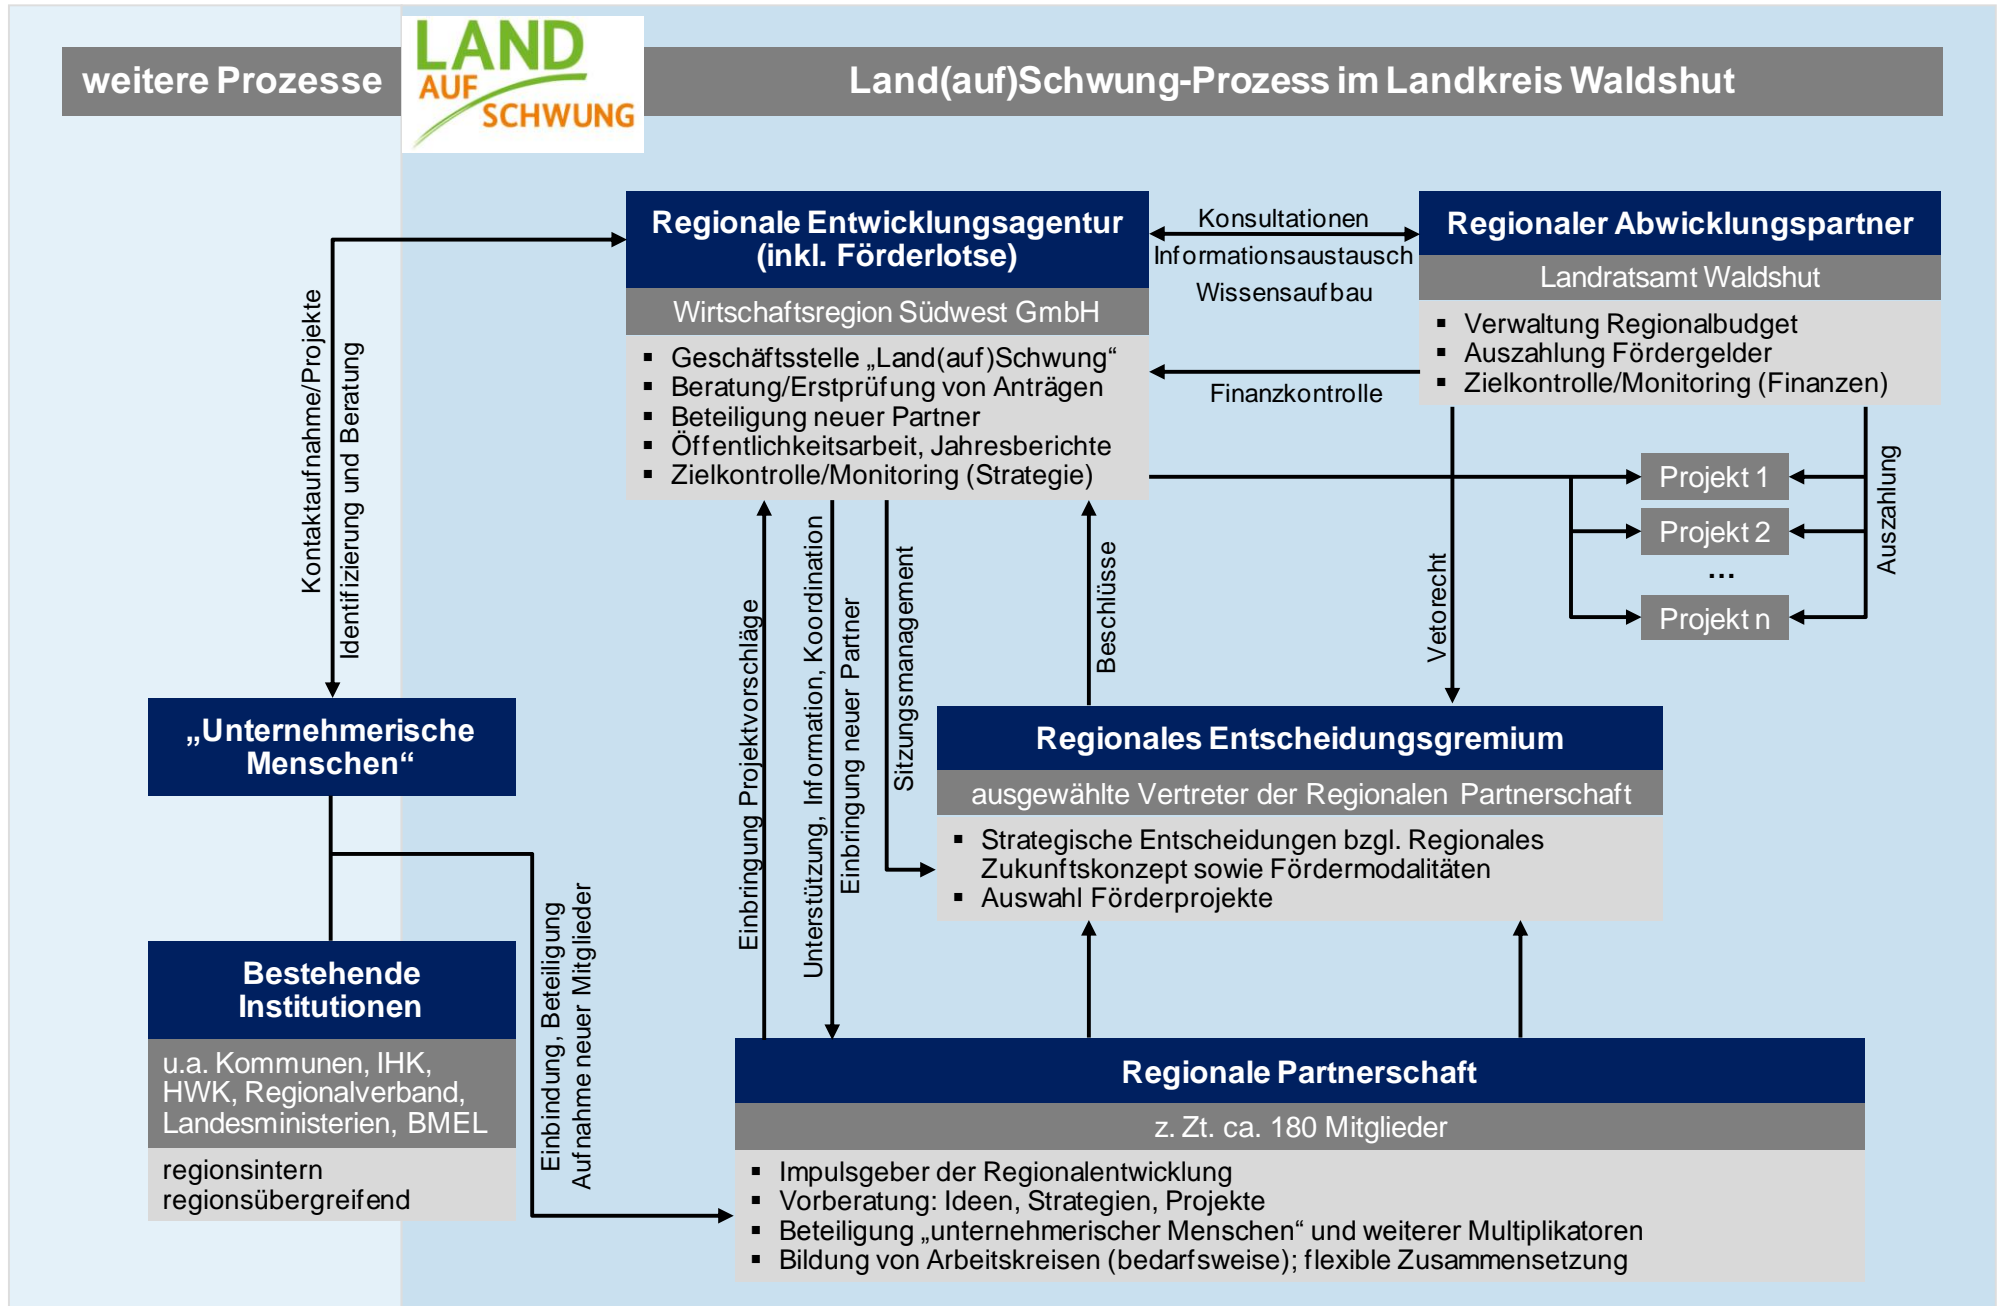 weitere Prozesse
LAND
AUF
SCHWUNG
Land(auf)Schwung-Prozess im Landkreis Waldshut
Regionale Entwicklungsagentur
(inkl. Förderlotse)
Wirtschaftsregion Südwest GmbH
▪ Geschäftsstelle „Land(auf)Schwung“
▪ Beratung/Erstprüfung von Anträgen
▪ Beteiligung neuer Partner
▪ Öffentlichkeitsarbeit, Jahresberichte
▪ Zielkontrolle/Monitoring (Strategie)
Konsultationen
Informationsaustausch
Wissensaufbau
Finanzkontrolle
Regionaler Abwicklungspartner
Landratsamt Waldshut
▪ Verwaltung Regionalbudget
▪ Auszahlung Fördergelder
▪ Zielkontrolle/Monitoring (Finanzen)
Projekt 1
Projekt 2
...
Projekt n
Auszahlung
Kontaktaufnahme/Projekte
Identifizierung und Beratung
Einbringung Projektvorschläge
Unterstützung, Information, Koordination
Einbringung neuer Partner
Sitzungsmanagement
Beschlüsse
Vetorecht
„Unternehmerische
Menschen“
Regionales Entscheidungsgremium
ausgewählte Vertreter der Regionalen Partnerschaft
▪ Strategische Entscheidungen bzgl. Regionales
Zukunftskonzept sowie Fördermodalitäten
▪ Auswahl Förderprojekte
Bestehende
Institutionen
u.a. Kommunen, IHK,
HWK, Regionalverband,
Landesministerien, BMEL
regionsintern
regionsübergreifend
Einbindung, Beteiligung
Aufnahme neuer Mitglieder
Regionale Partnerschaft
z. Zt. ca. 180 Mitglieder
▪ Impulsgeber der Regionalentwicklung
▪ Vorberatung: Ideen, Strategien, Projekte
▪ Beteiligung „unternehmerischer Menschen“ und weiterer Multiplikatoren
▪ Bildung von Arbeitskreisen (bedarfsweise); flexible Zusammensetzung